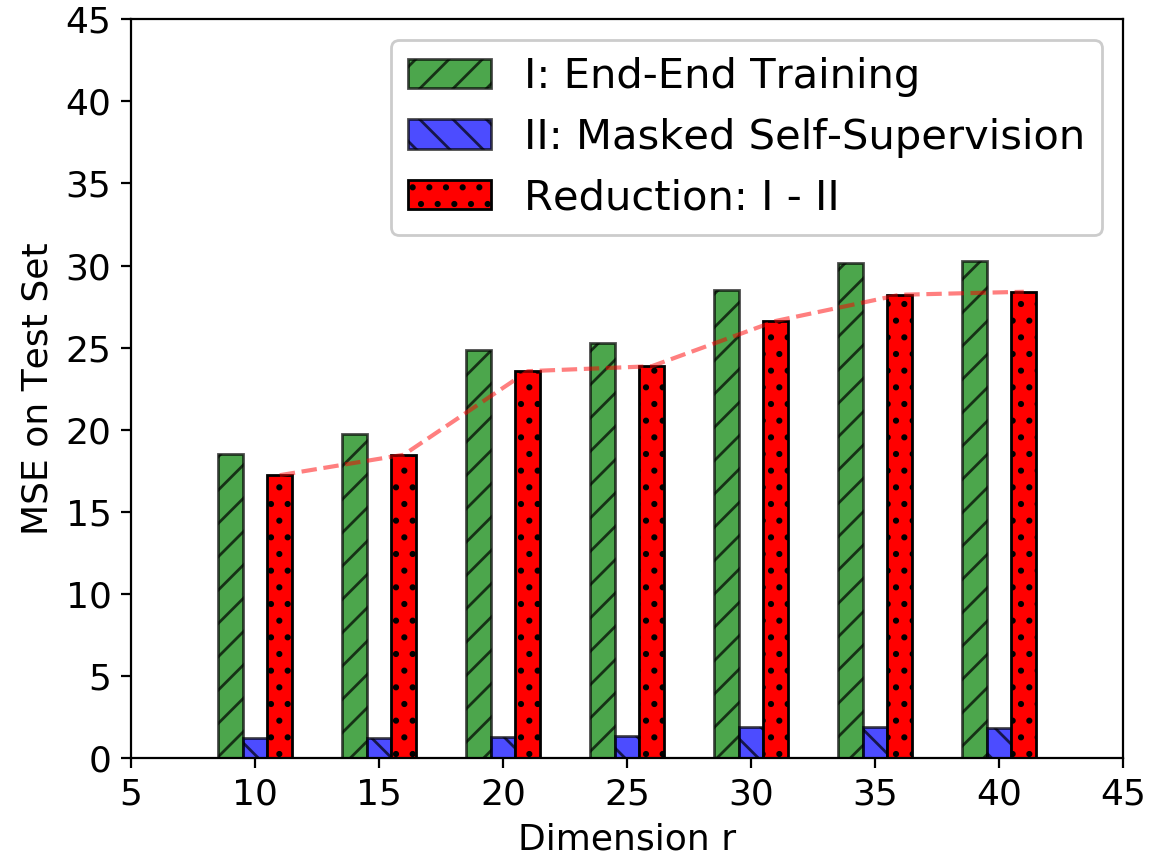 I: End-End Training
II: Masked Self-Supervision
Reduction: I - II
MSE on Test Set
45
40
35
30
25
20
15
10
5
0
5 10 15 20 25 30 35 40 45
Dimension r